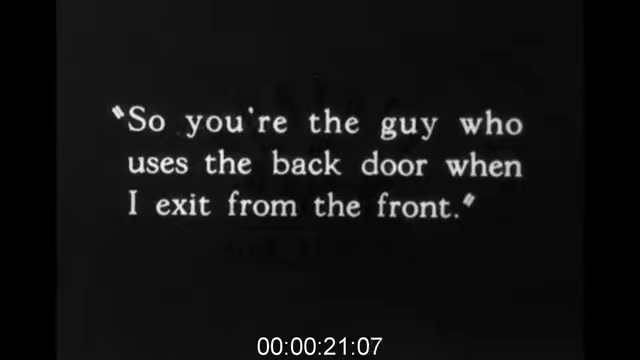 "So you're the guy who
uses the back door when
I exit from the front."
00:00:21:07